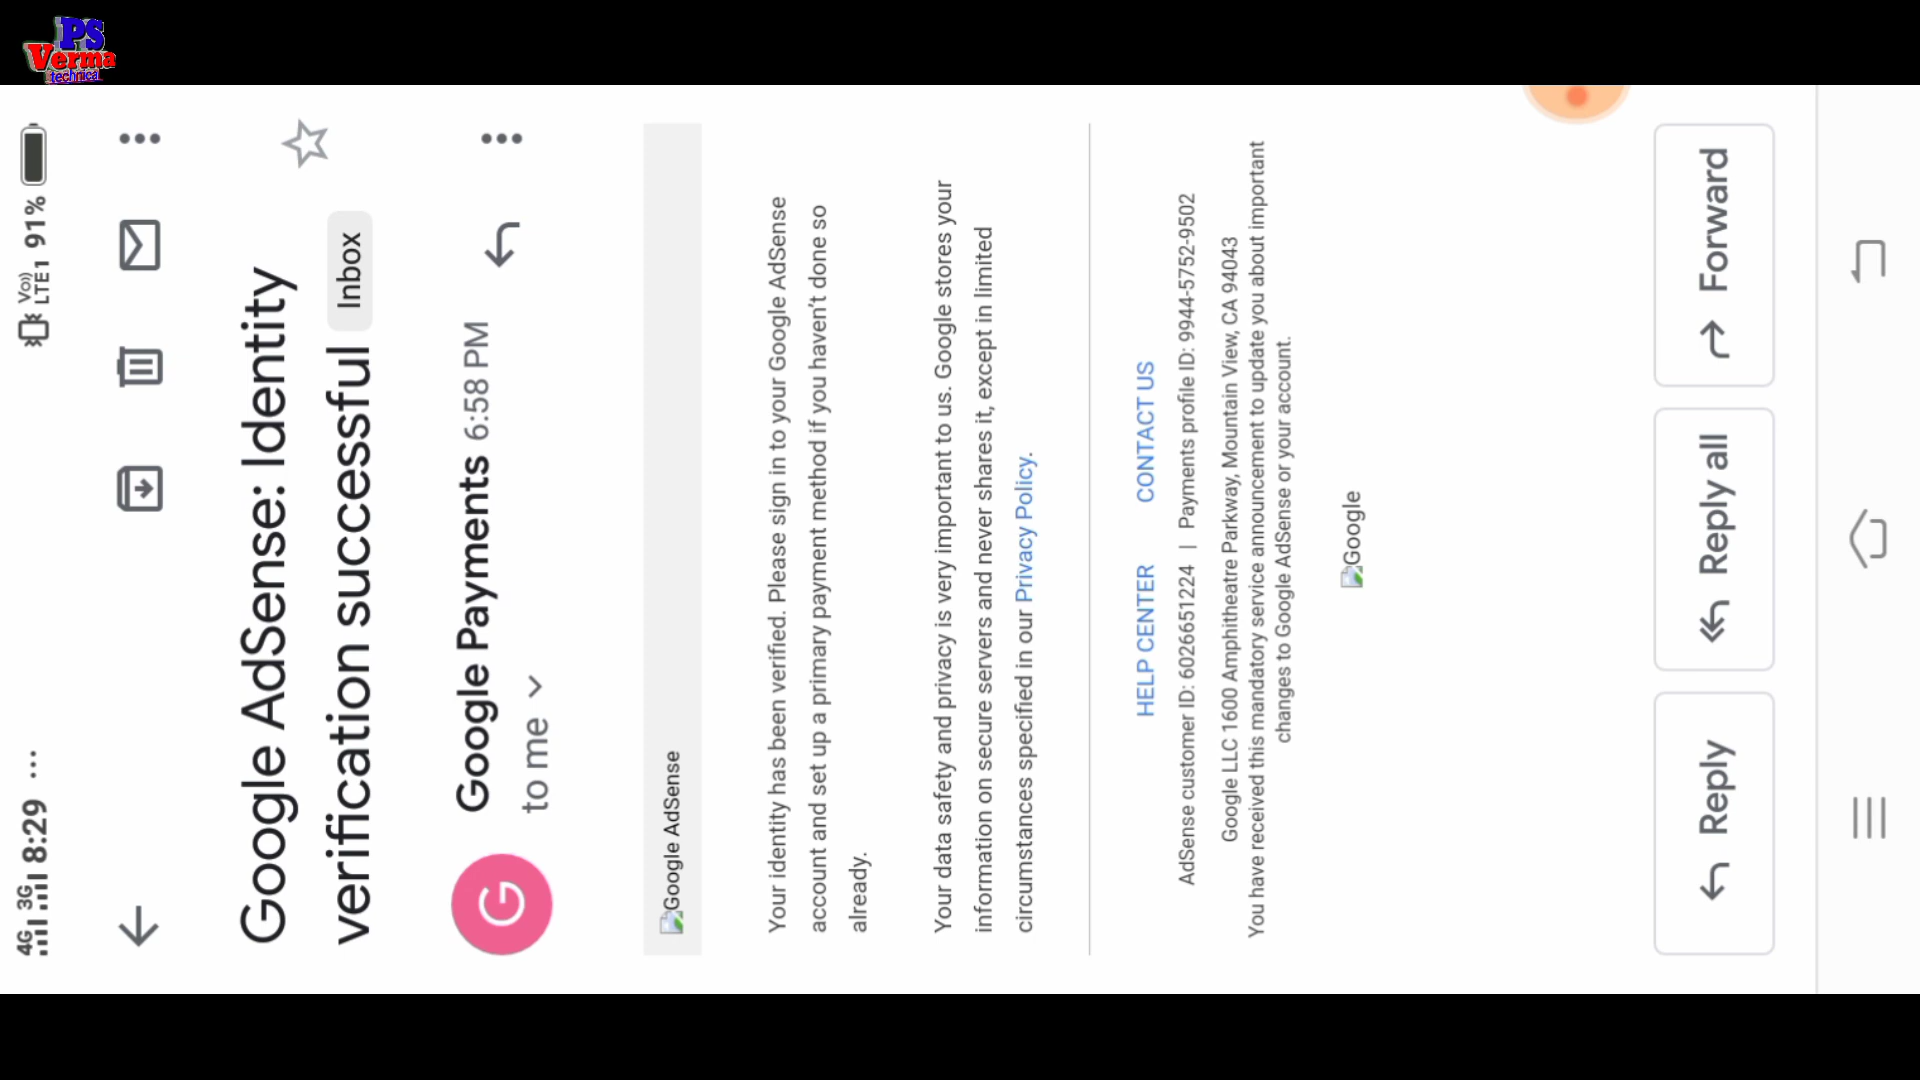 PS
Verma
technical
4G 3G 8:29 ... Vo)) LTE1 91%
Google AdSense: Identity
verification successful Inbox
Google Payments 6:58 PM
to me
G
Google AdSense
Your identity has been verified. Please sign in to your Google AdSense
account and set up a primary payment method if you haven't done so
already.
Your data safety and privacy is very important to us. Google stores your
information on secure servers and never shares it, except in limited
circumstances specified in our Privacy Policy.
HELP CENTER CONTACT US
AdSense customer ID: 6026651224 | Payments profile ID: 9944-5752-9502
Google LLC 1600 Amphitheatre Parkway, Mountain View, CA 94043
You have received this mandatory service announcement to update you about important
changes to Google AdSense or your account.
Google
Reply Reply all Forward